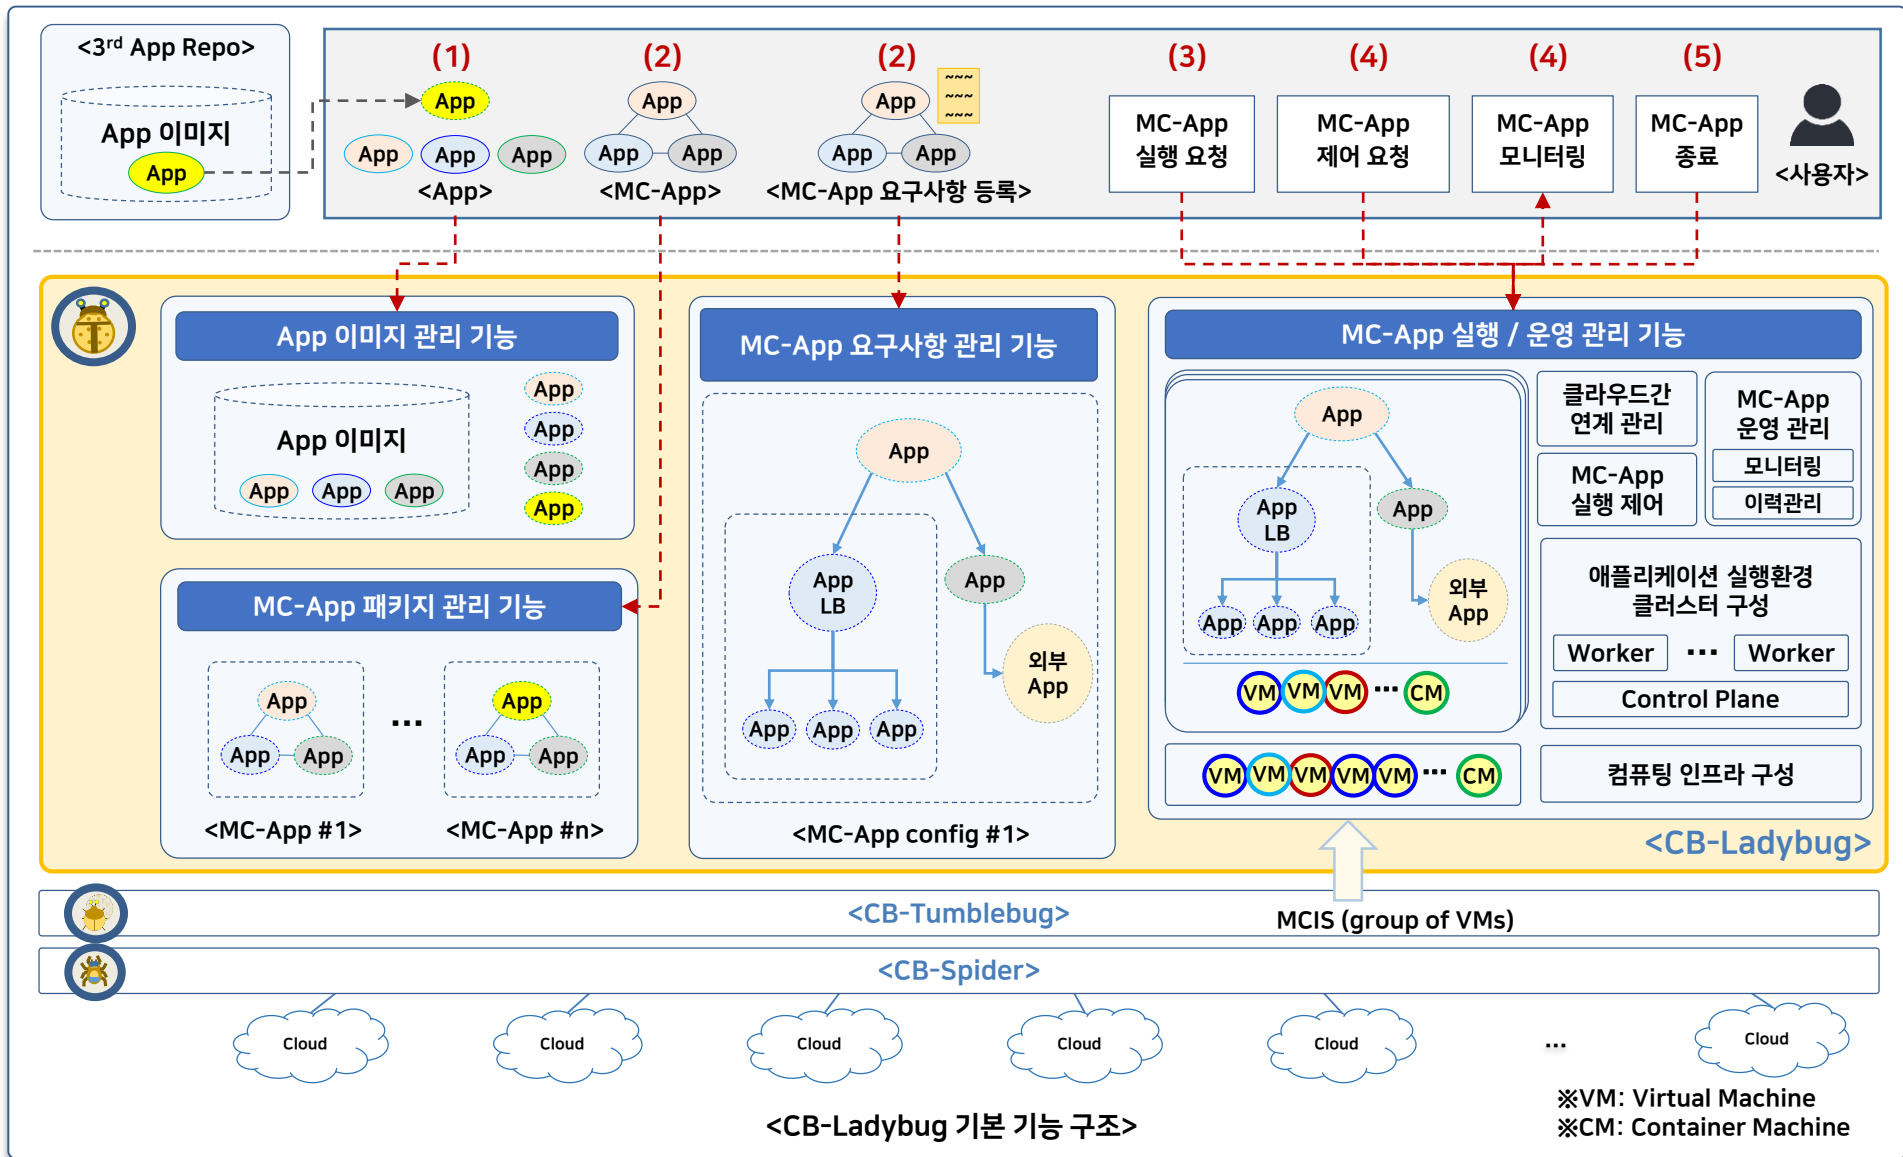 <3rd App Repo>
App 이미지
App
(1)
App
App
App
App
<App>
(2)
App
App
App
<MC-App>
(2)
App
~~~
~~~
~~~
App
App
<MC-App 요구사항 등록>
(3)
MC-App
실행 요청
(4)
MC-App
제어 요청
(4)
MC-App
모니터링
(5)
MC-App
종료
<사용자>
App 이미지 관리 기능
App 이미지
App
App
App
App
App
App
App
MC-App 패키지 관리 기능
App
App
App
<MC-App #1>
...
App
App
App
<MC-App #n>
MC-App 요구사항 관리 기능
App
App
LB
App
외부
App
App
App
App
<MC-App config #1>
MC-App 실행 / 운영 관리 기능
App
App
LB
App
외부
App
App
App
App
VM
VM
VM
...
CM
VM
VM
VM
VM
VM
...
CM
클라우드간
연계 관리
MC-App
실행 제어
MC-App
운영 관리
모니터링
이력관리
애플리케이션 실행환경
클러스터 구성
Worker
...
Worker
Control Plane
컴퓨팅 인프라 구성
<CB-Ladybug>
<CB-Tumblebug>
MCIS (group of VMs)
<CB-Spider>
Cloud
Cloud
Cloud
Cloud
Cloud
...
Cloud
※VM: Virtual Machine
※CM: Container Machine
<CB-Ladybug 기본 기능 구조>